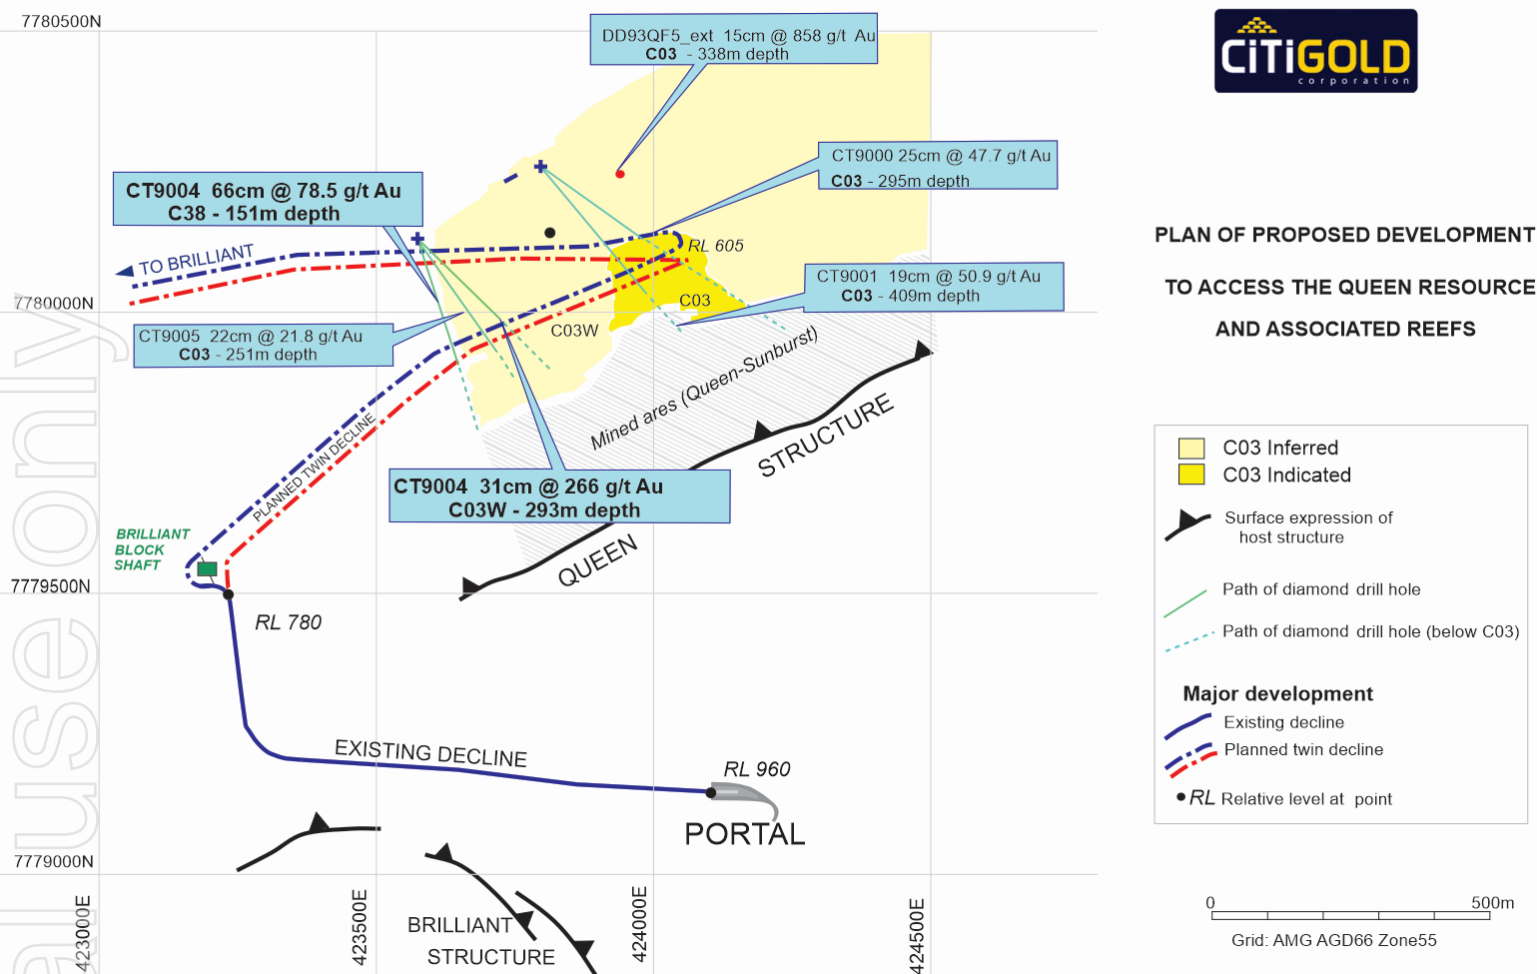 7780500N
DD93QF5_ext 15cm @ 858 g/t Au
C03 - 338m depth
CiTiGOLD
corporation
CT9000 25cm @ 47.7 g/t Au
C03 - 295m depth
CT9004 66cm @ 78.5 g/t Au
C38 - 151m depth
PLAN OF PROPOSED DEVELOPMENT
TO ACCESS THE QUEEN RESOURCE
AND ASSOCIATED REEFS
TO BRILLIANT
RL 605
CT9001 19cm @ 50.9 g/t Au
C03 - 409m depth
7780000N
C03
C03W
CT9005 22cm @ 21.8 g/t Au
C03 - 251m depth
Mined ares (Queen-Sunburst)
PLANNED TWIN DECLINE
QUEEN STRUCTURE
CT9004 31cm @ 266 g/t Au
C03W - 293m depth
C03 Inferred
C03 Indicated
Surface expression of
host structure
Path of diamond drill hole
Path of diamond drill hole (below C03)
Major development
Existing decline
Planned twin decline
RL Relative level at point
BRILLIANT
BLOCK
SHAFT
7779500N
RL 780
EXISTING DECLINE
RL 960
PORTAL
7779000N
423000E
423500E
424000E
424500E
BRILLIANT
STRUCTURE
0 500m
Grid: AMG AGD66 Zone55
al use only